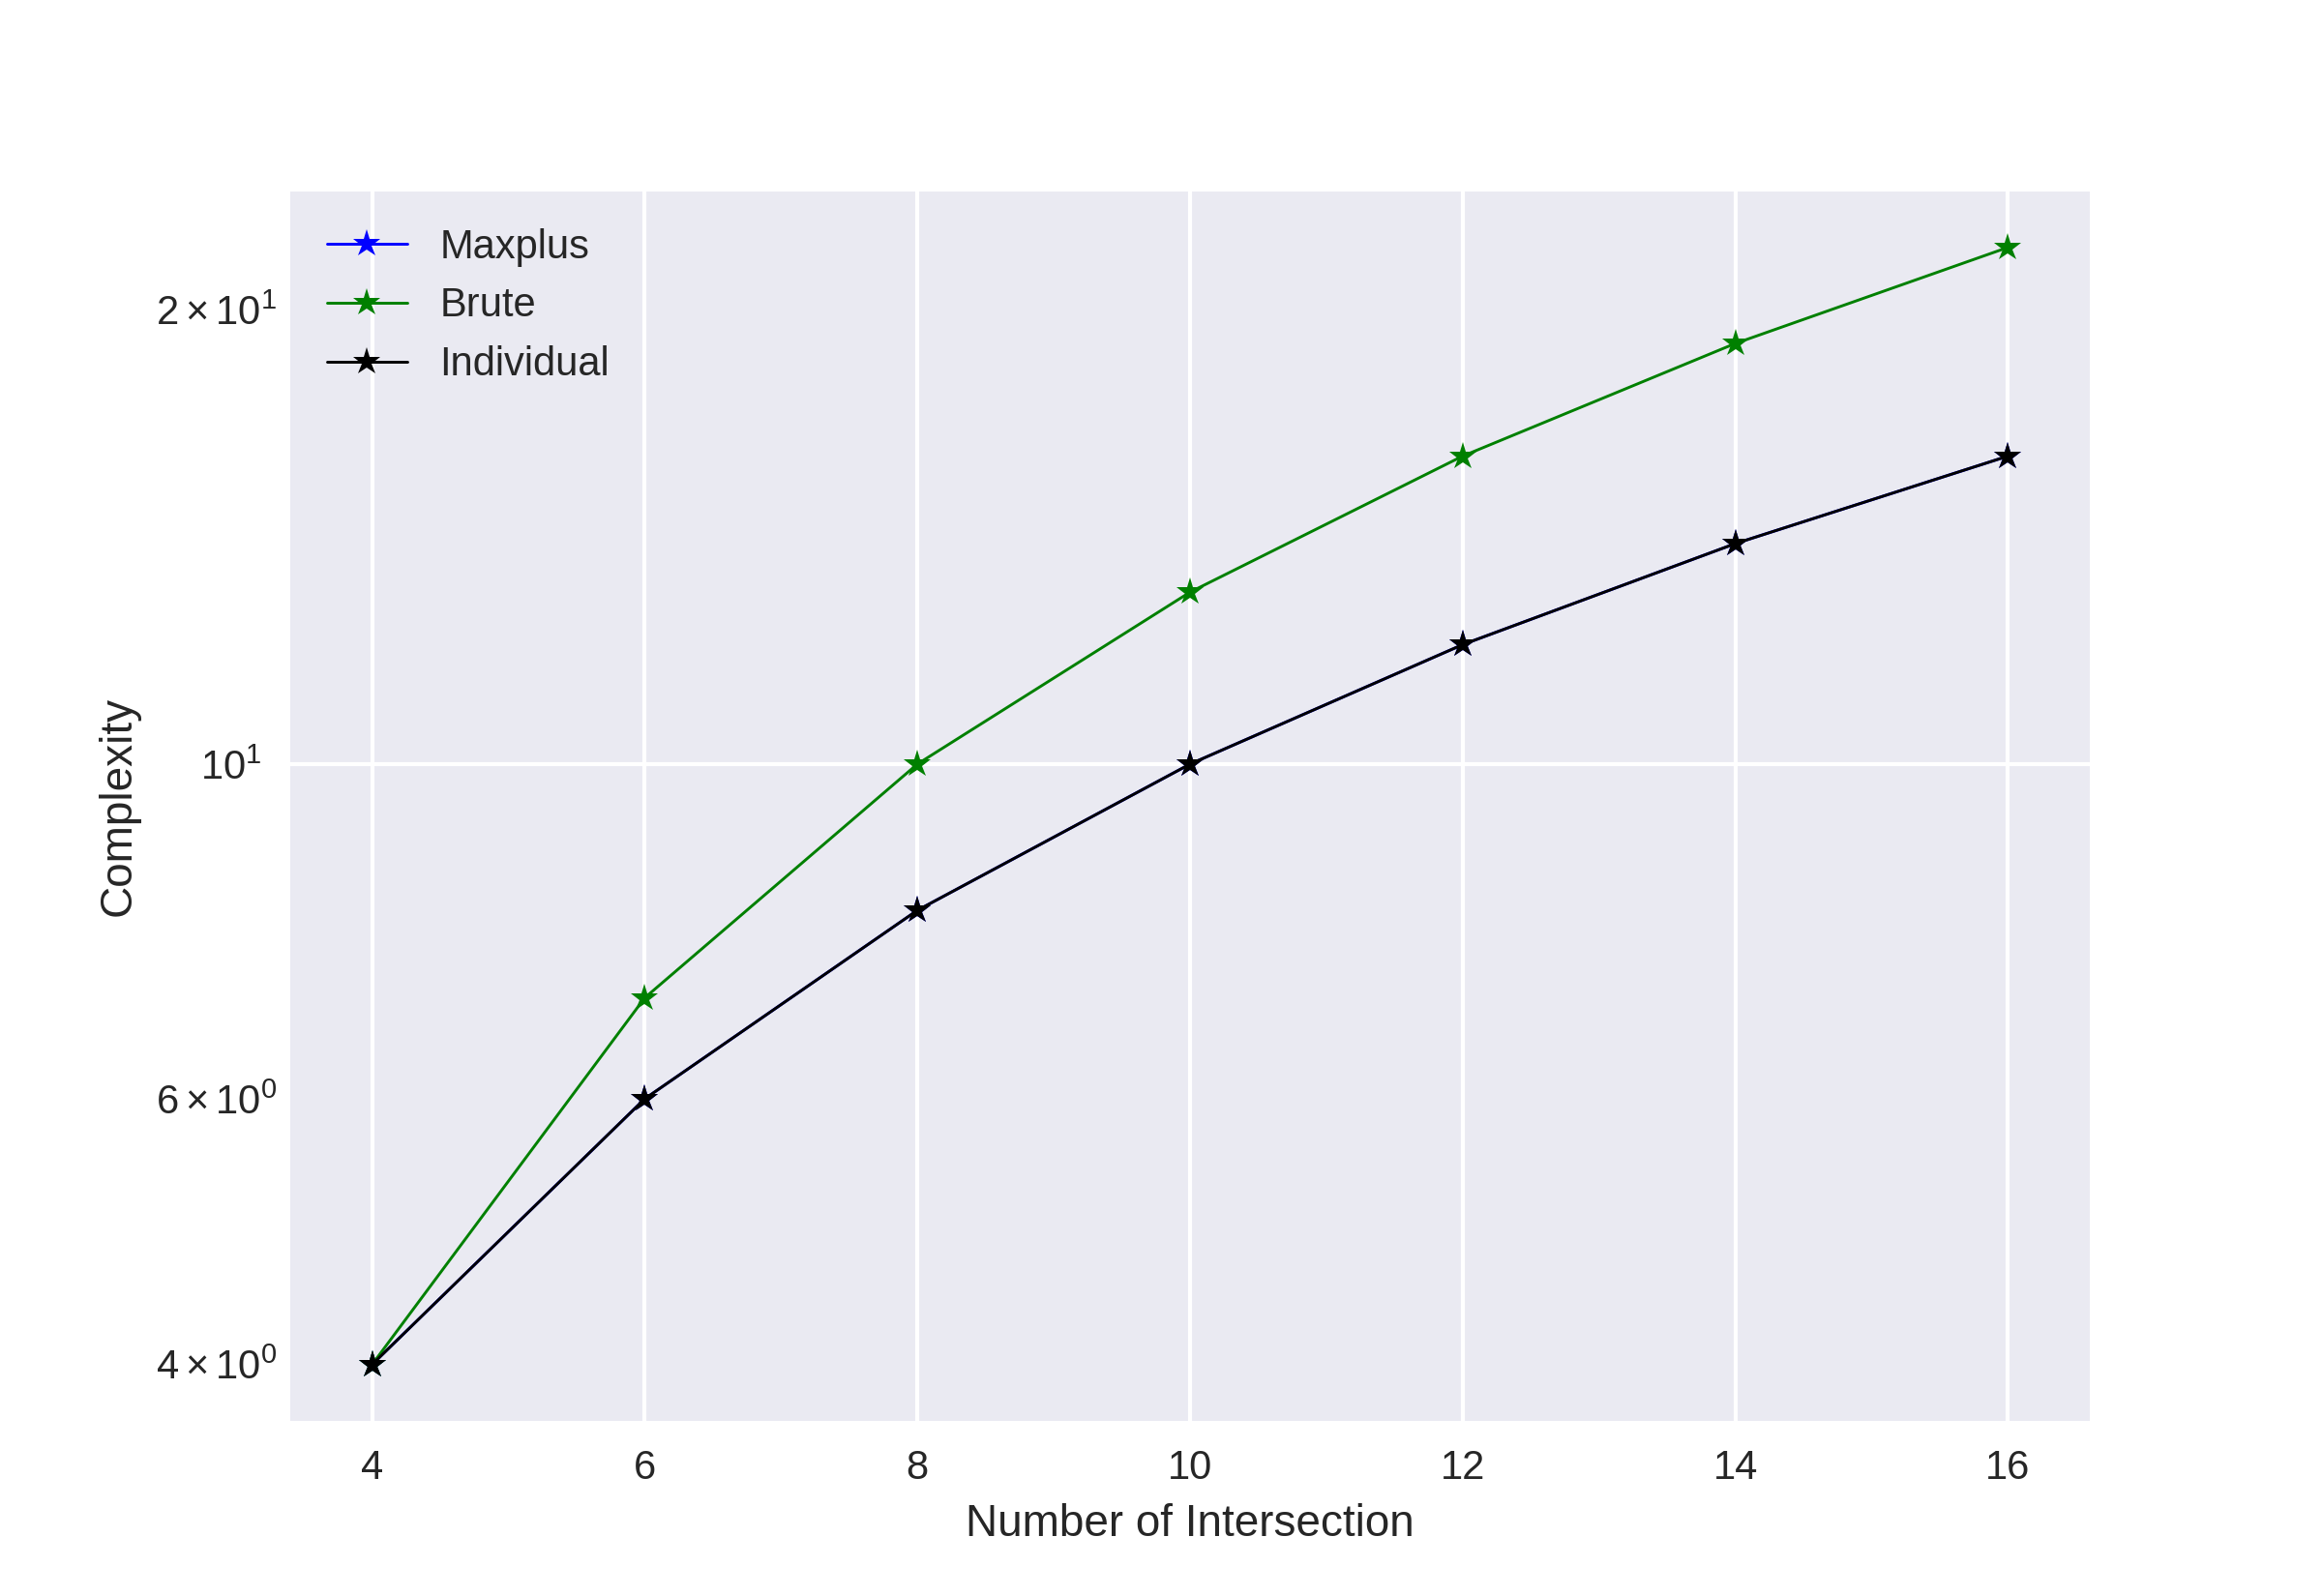 Maxplus
Brute
Individual
2 × 10¹
10¹
6 × 10⁰
4 × 10⁰
Complexity
4 6 8 10 12 14 16
Number of Intersection